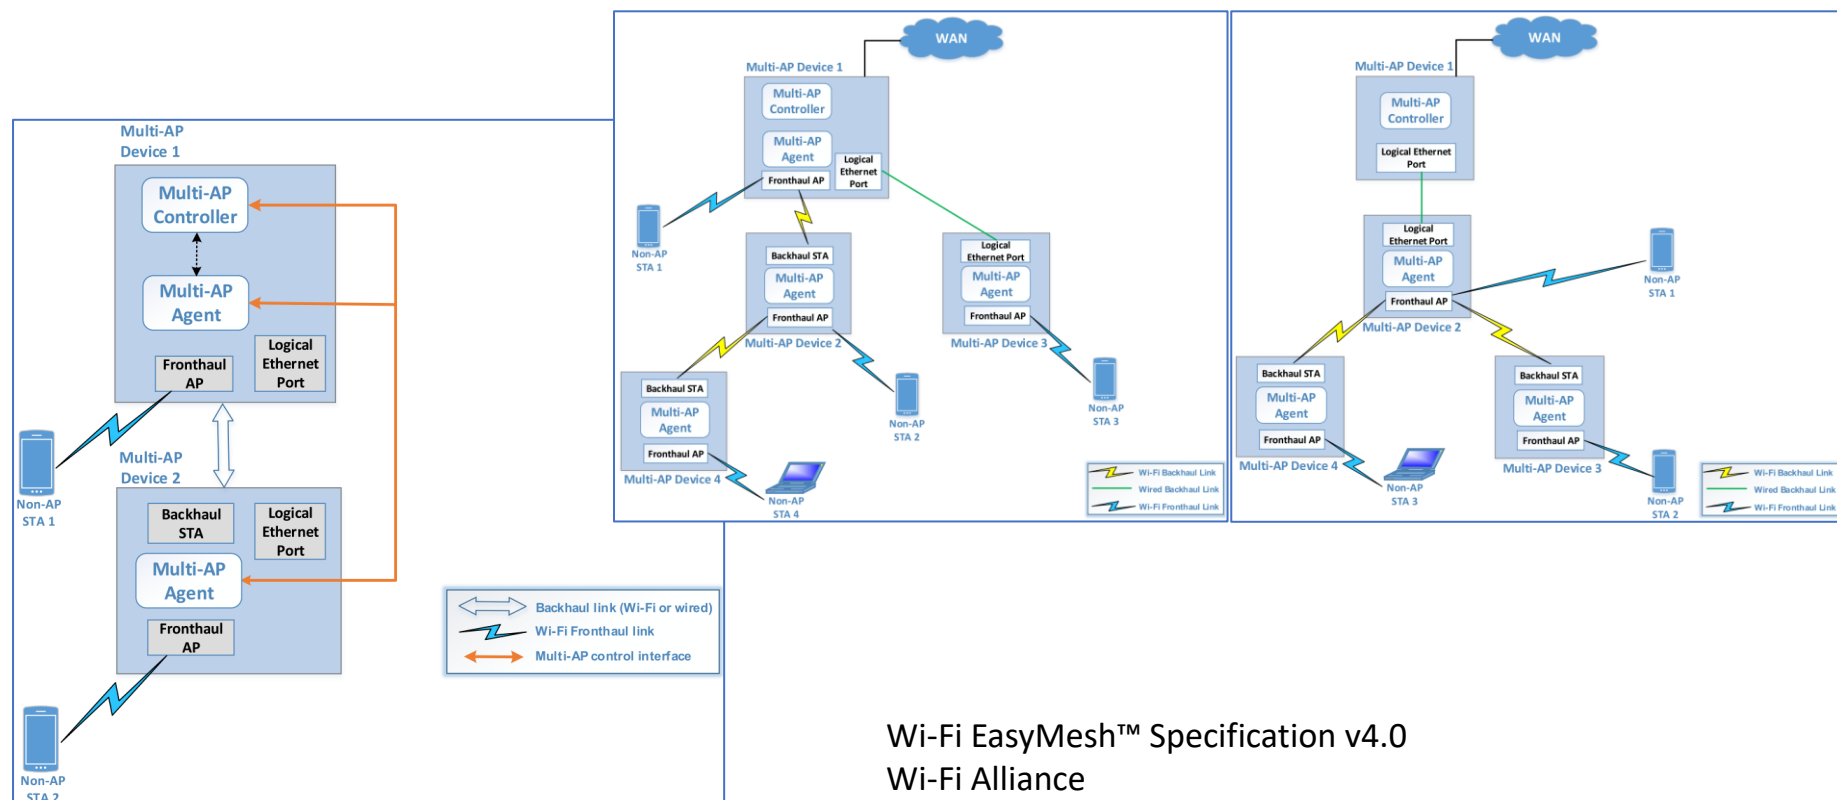 Multi-AP
Device 1
Multi-AP
Controller
Multi-AP
Agent
Logical
Ethernet
Port
Fronthaul
AP
Non-AP
STA 1
Multi-AP
Device 2
Backhaul
STA
Logical
Ethernet
Port
Multi-AP
Agent
Fronthaul
AP
Non-AP
STA 2
Backhaul link (Wi-Fi or wired)
Wi-Fi Fronthaul link
Multi-AP control interface
WAN
Multi-AP Device 1
Multi-AP
Controller
Multi-AP
Agent
Logical
Ethernet
Port
Fronthaul AP
Non-AP
STA 1
Backhaul STA
Multi-AP
Agent
Fronthaul AP
Multi-AP Device 2
Logical
Ethernet Port
Multi-AP
Agent
Fronthaul AP
Multi-AP Device 3
Backhaul STA
Multi-AP
Agent
Fronthaul AP
Multi-AP Device 4
Non-AP
STA 2
Non-AP
STA 3
Non-AP
STA 4
Wi-Fi Backhaul Link
Wired Backhaul Link
Wi-Fi Fronthaul Link
WAN
Multi-AP Device 1
Multi-AP
Controller
Logical Ethernet
Port
Logical
Ethernet Port
Multi-AP
Agent
Fronthaul AP
Multi-AP Device 2
Non-AP
STA 1
Backhaul STA
Multi-AP
Agent
Fronthaul AP
Multi-AP Device 4
Non-AP
STA 3
Backhaul STA
Multi-AP
Agent
Fronthaul AP
Multi-AP Device 3
Non-AP
STA 2
Wi-Fi Backhaul Link
Wired Backhaul Link
Wi-Fi Fronthaul Link
Wi-Fi EasyMesh™ Specification v4.0
Wi-Fi Alliance